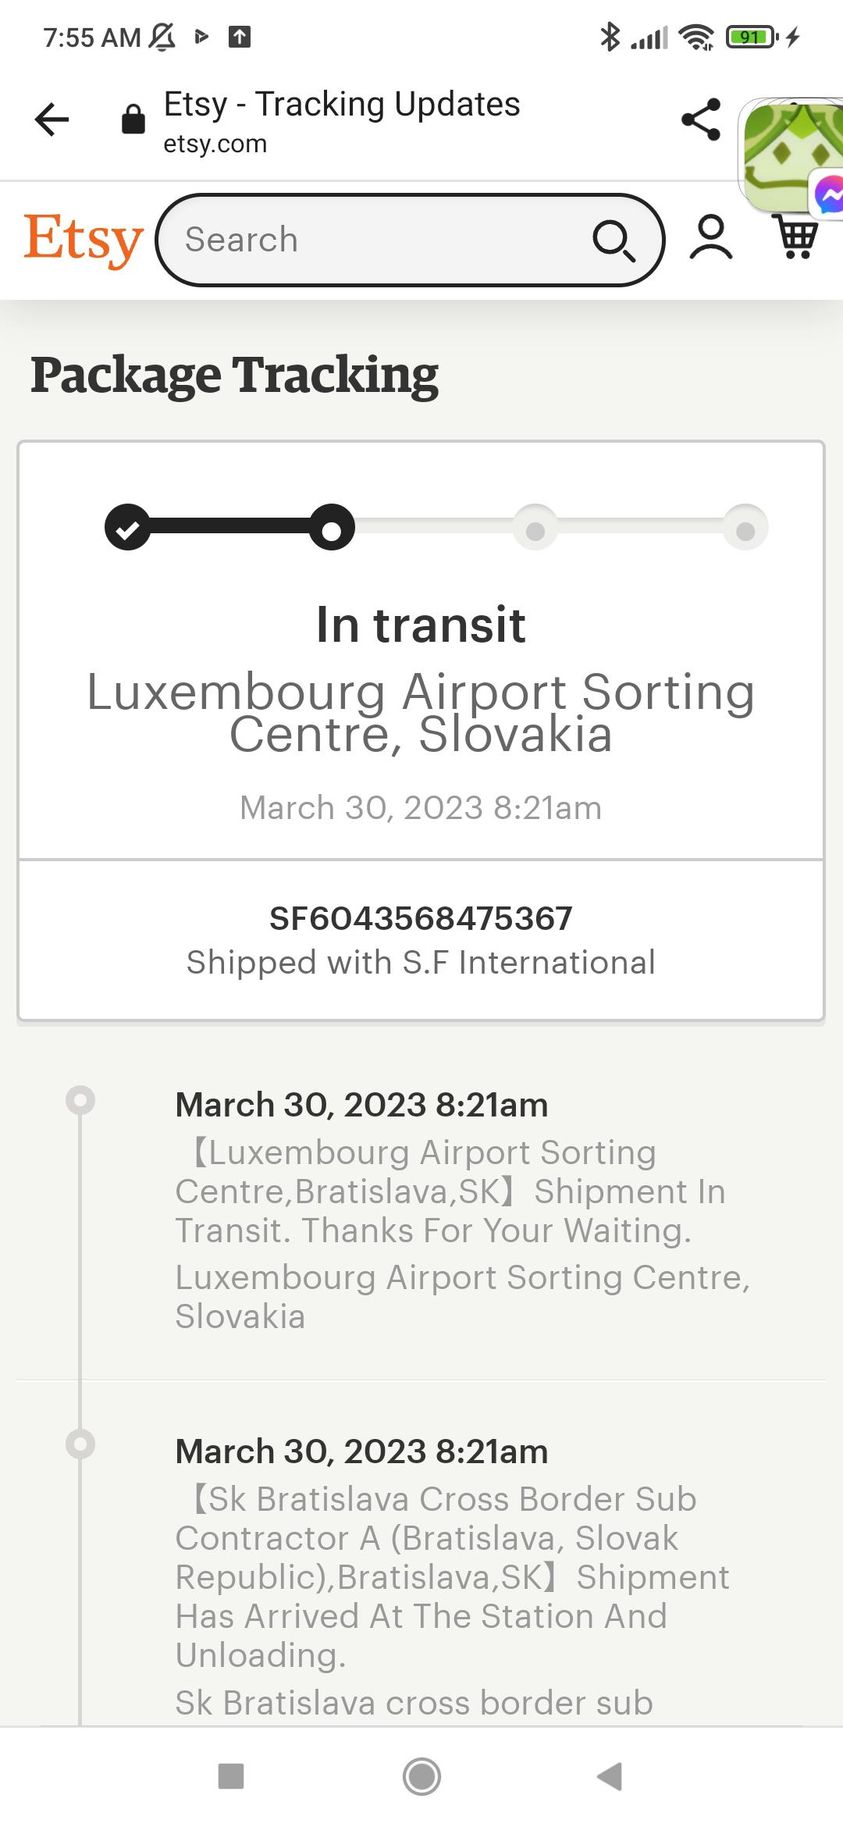 7:55 AM
91
Etsy - Tracking Updates
etsy.com
Etsy
Search
Package Tracking
In transit
Luxembourg Airport Sorting
Centre, Slovakia
March 30, 2023 8:21am
SF6043568475367
Shipped with S.F International
March 30, 2023 8:21am
【Luxembourg Airport Sorting
Centre,Bratislava,SK】Shipment In
Transit. Thanks For Your Waiting.
Luxembourg Airport Sorting Centre,
Slovakia
March 30, 2023 8:21am
【Sk Bratislava Cross Border Sub
Contractor A (Bratislava, Slovak
Republic),Bratislava,SK】Shipment
Has Arrived At The Station And
Unloading.
Sk Bratislava cross border sub